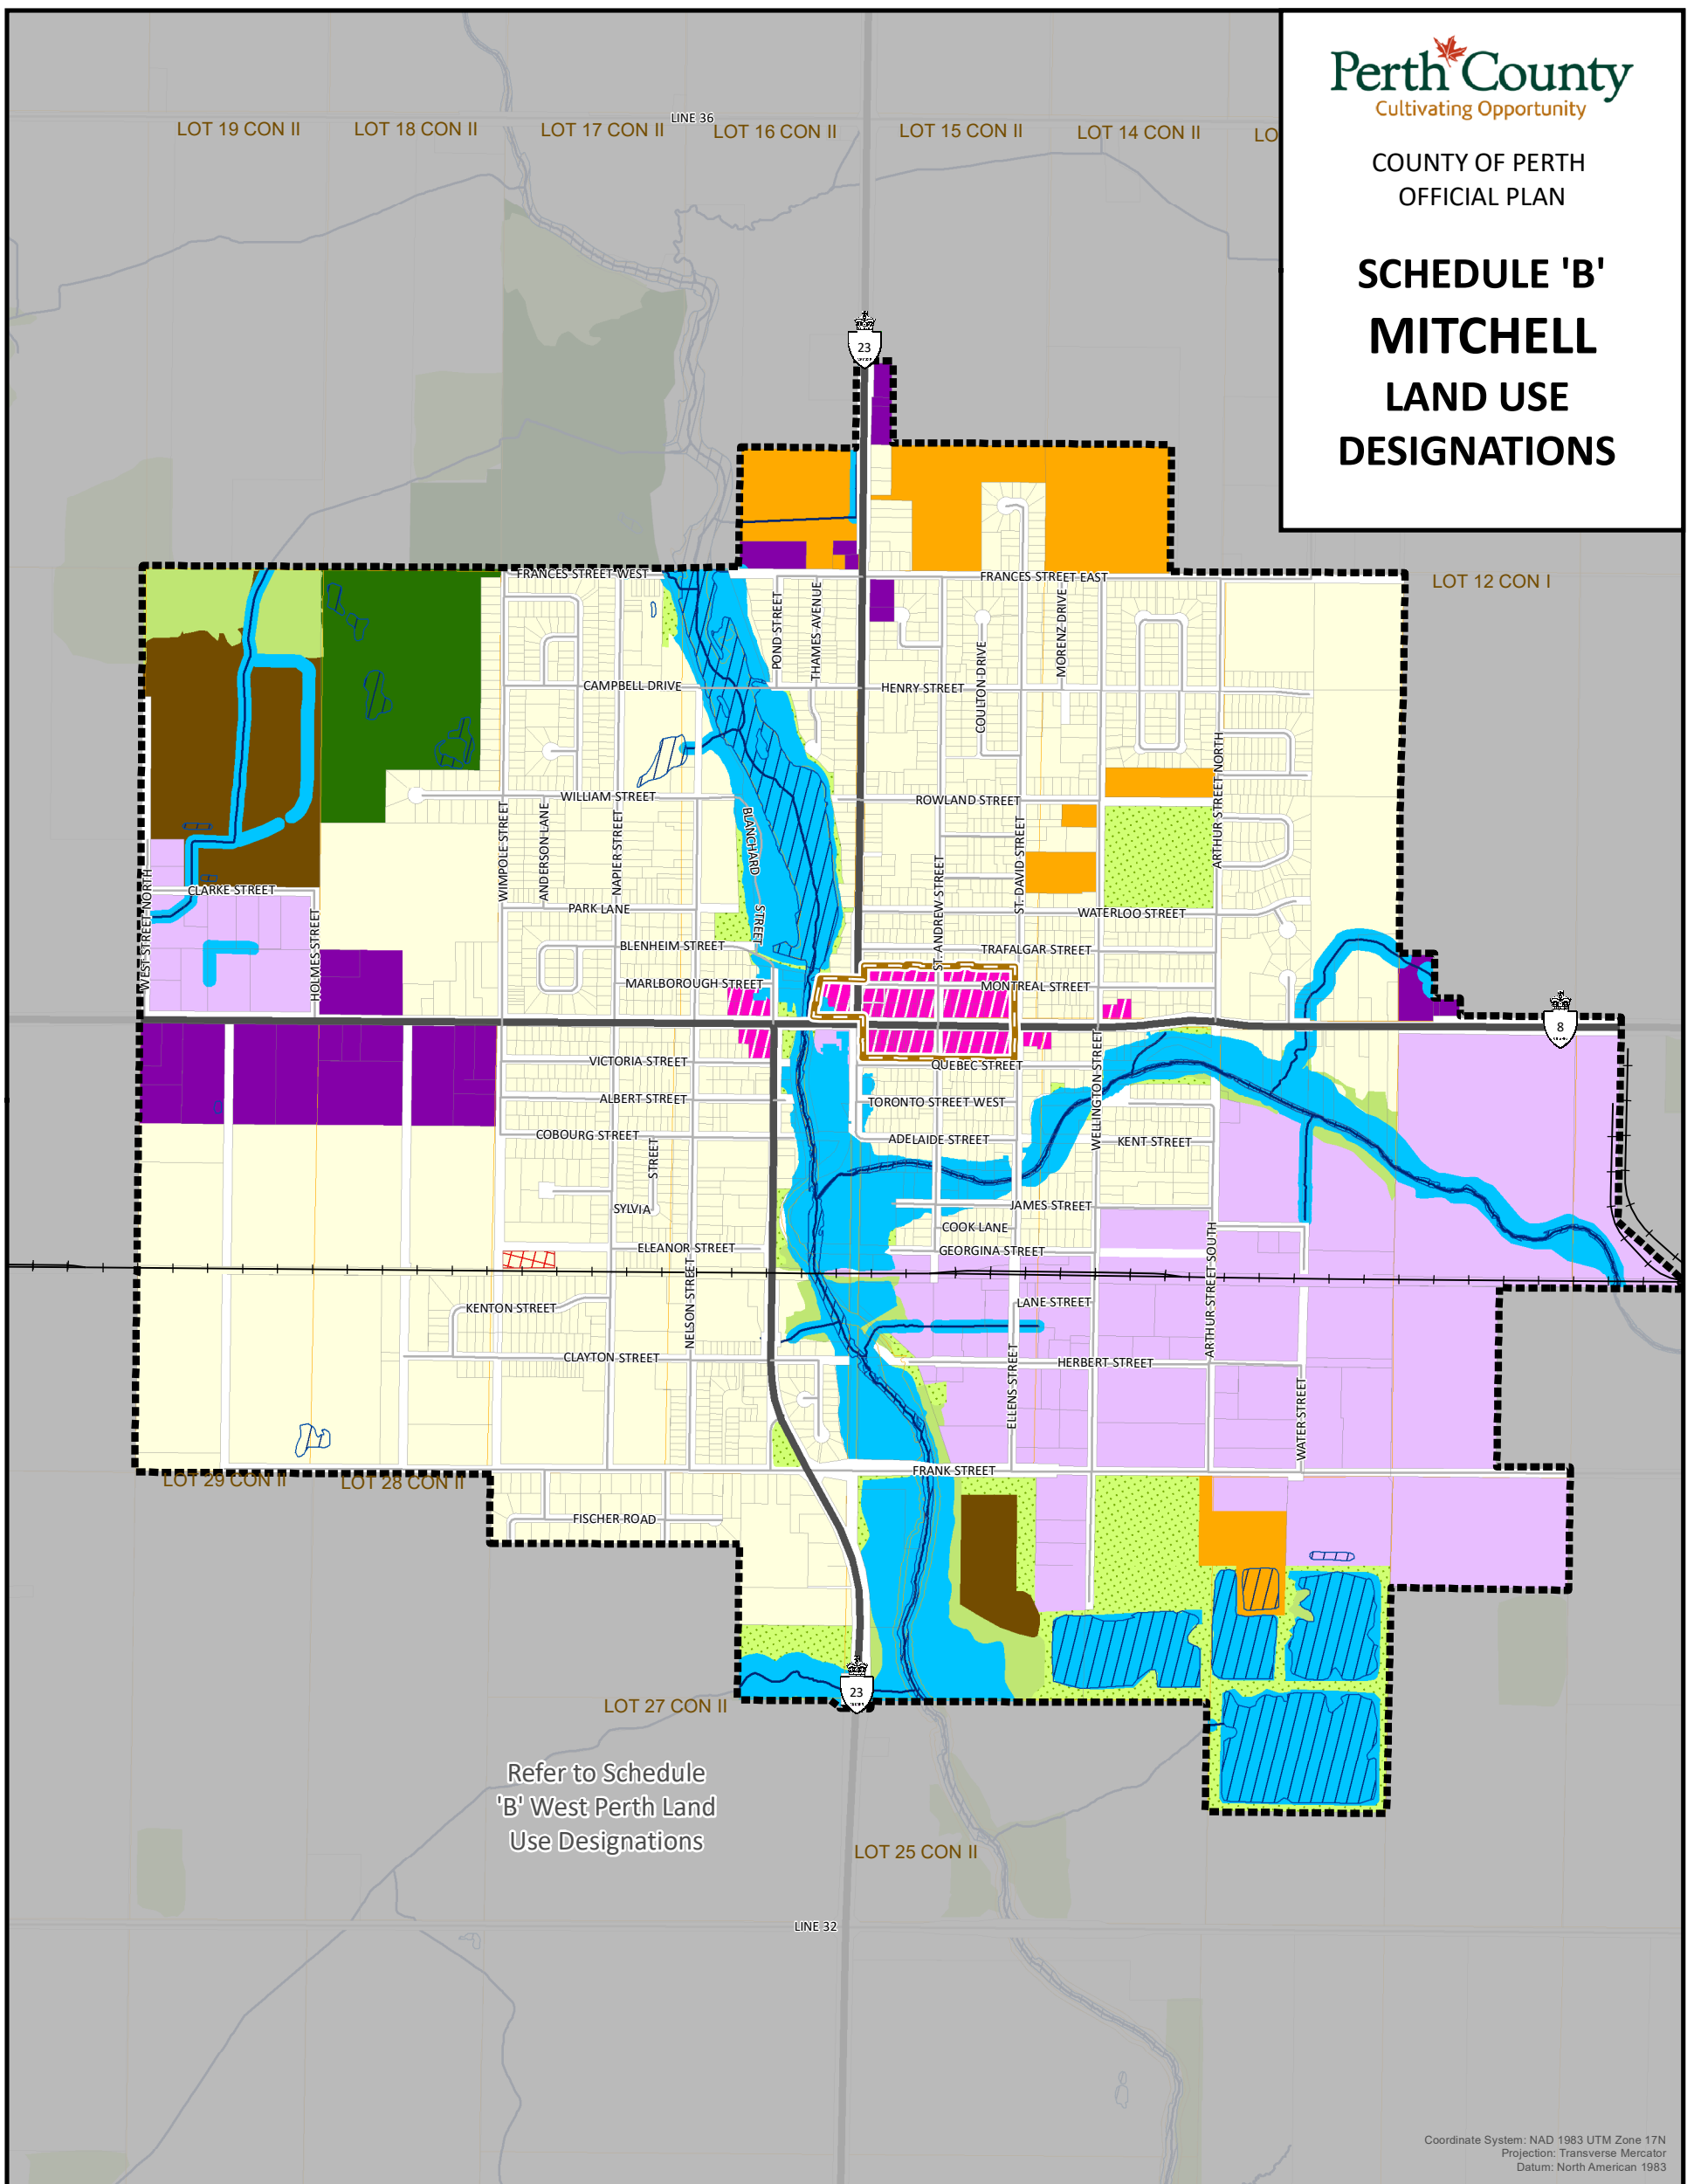 Perth County
Cultivating Opportunity
COUNTY OF PERTH
OFFICIAL PLAN
SCHEDULE 'B'
MITCHELL
LAND USE
DESIGNATIONS
LINE 36
LOT 19 CON II
LOT 18 CON II
LOT 17 CON II
LOT 16 CON II
LOT 15 CON II
LOT 14 CON II
LO
23
LOT 12 CON I
FRANCES STREET WEST
FRANCES STREET EAST
POND STREET
THAMES AVENUE
MORENZ DRIVE
COULTON DRIVE
CAMPBELL DRIVE
HENRY STREET
ARTHUR STREET NORTH
WILLIAM STREET
ROWLAND STREET
WIMPOLE STREET
ANDERSON LANE
NAPIER STREET
BLANCHARD
STREET
ST. ANDREW STREET
ST. DAVID STREET
WEST STREET NORTH
CLARKE STREET
HOLMES STREET
PARK LANE
WATERLOO STREET
BLENHEIM STREET
TRAFALGAR STREET
MARLBOROUGH STREET
MONTREAL STREET
8
VICTORIA STREET
QUEBEC STREET
WELLINGTON STREET
ALBERT STREET
TORONTO STREET WEST
COBOURG STREET
ADELAIDE STREET
KENT STREET
STREET
SYLVIA
JAMES STREET
COOK LANE
ELEANOR STREET
GEORGINA STREET
ARTHUR STREET SOUTH
NELSON STREET
KENTON STREET
LANE STREET
CLAYTON STREET
HERBERT STREET
ELLENS STREET
WATER STREET
LOT 29 CON II
LOT 28 CON II
FRANK STREET
FISCHER ROAD
23
LOT 27 CON II
Refer to Schedule
'B' West Perth Land
Use Designations
LOT 25 CON II
LINE 32
Coordinate System: NAD 1983 UTM Zone 17N
Projection: Transverse Mercator
Datum: North American 1983